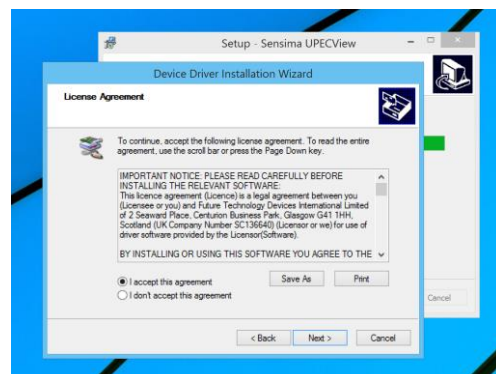 Setup - Sensima UPECView
Device Driver Installation Wizard
License Agreement
To continue, accept the following license agreement. To read the entire
agreement, use the scroll bar or press the Page Down key.
IMPORTANT NOTICE: PLEASE READ CAREFULLY BEFORE
INSTALLING THE RELEVANT SOFTWARE:
This licence agreement (Licence) is a legal agreement between you
(Licensee or you) and Future Technology Devices International Limited
of 2 Seaward Place, Centurion Business Park, Glasgow G41 1HH,
Scotland (UK Company Number SC136640) (Licensor or we) for use of
driver software provided by the Licensor(Software).
BY INSTALLING OR USING THIS SOFTWARE YOU AGREE TO THE
I accept this agreement
Save As
Print
I don't accept this agreement
Cancel
< Back
Next >
Cancel